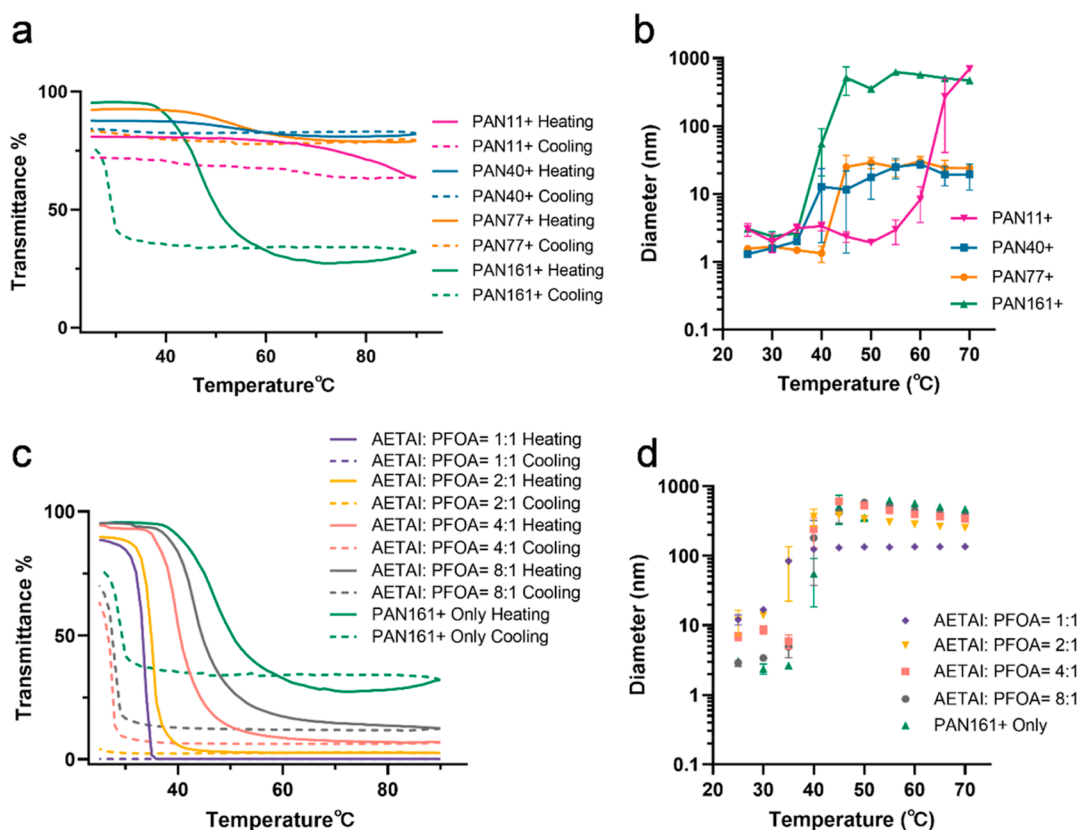 a
100
50
0
Transmittance %
40
60
80
Temperature℃
PAN11+ Heating
PAN11+ Cooling
PAN40+ Heating
PAN40+ Cooling
PAN77+ Heating
PAN77+ Cooling
PAN161+ Heating
PAN161+ Cooling
b
1000
100
10
1
0.1
Diameter (nm)
20
30
40
50
60
70
Temperature (℃)
PAN11+
PAN40+
PAN77+
PAN161+
c
AETAI: PFOA= 1:1 Heating
AETAI: PFOA= 1:1 Cooling
AETAI: PFOA= 2:1 Heating
AETAI: PFOA= 2:1 Cooling
AETAI: PFOA= 4:1 Heating
AETAI: PFOA= 4:1 Cooling
AETAI: PFOA= 8:1 Heating
AETAI: PFOA= 8:1 Cooling
PAN161+ Only Heating
PAN161+ Only Cooling
100
50
0
Transmittance %
40
60
80
Temperature℃
d
1000
100
10
1
0.1
Diameter (nm)
20
30
40
50
60
70
Temperature (℃)
AETAI: PFOA= 1:1
AETAI: PFOA= 2:1
AETAI: PFOA= 4:1
AETAI: PFOA= 8:1
PAN161+ Only